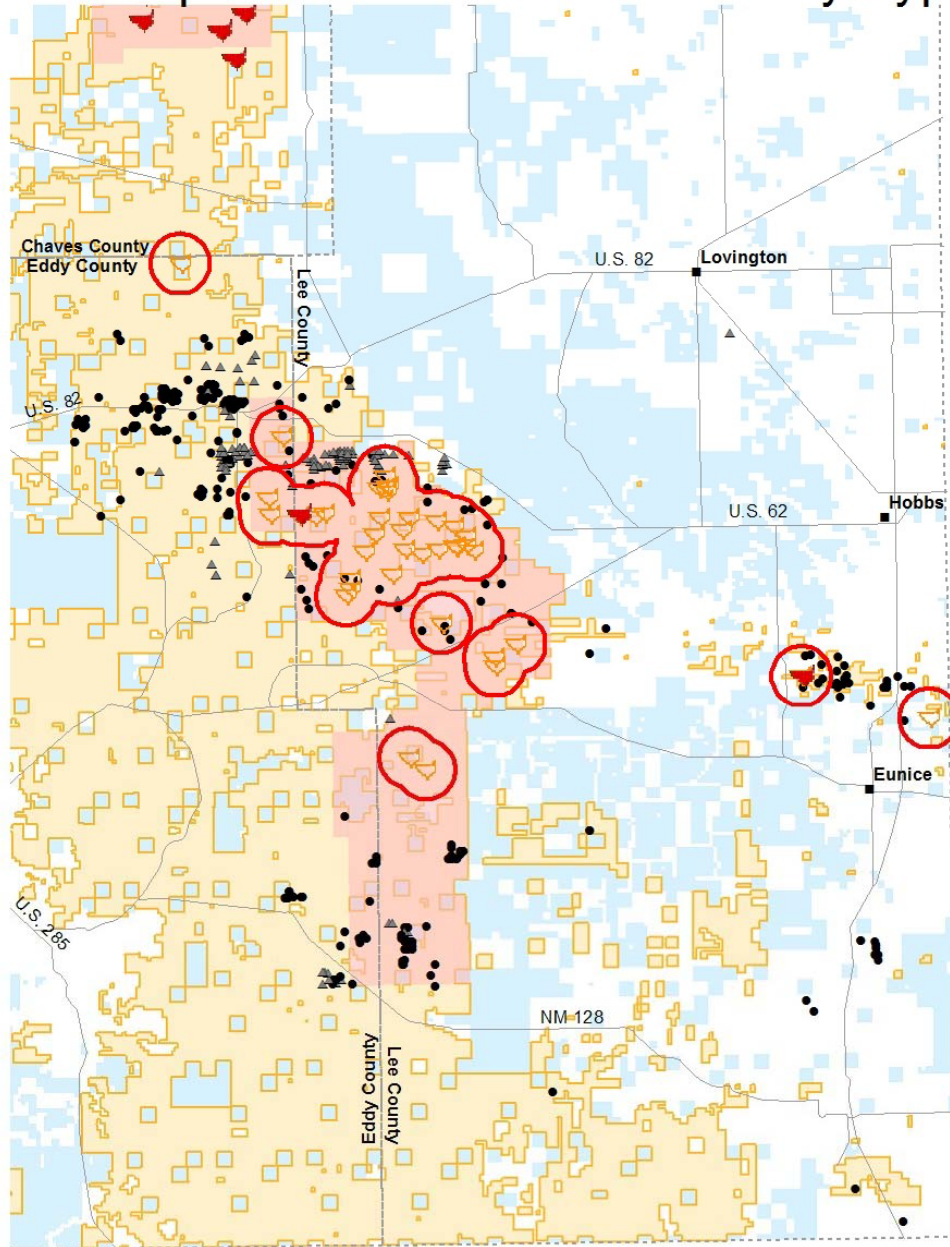 Chaves County
Eddy County
Lee County
U.S. 82
Lovington
U.S. 82
Hobbs
U.S. 62
Eunice
U.S. 285
NM 128
Eddy County
Lee County